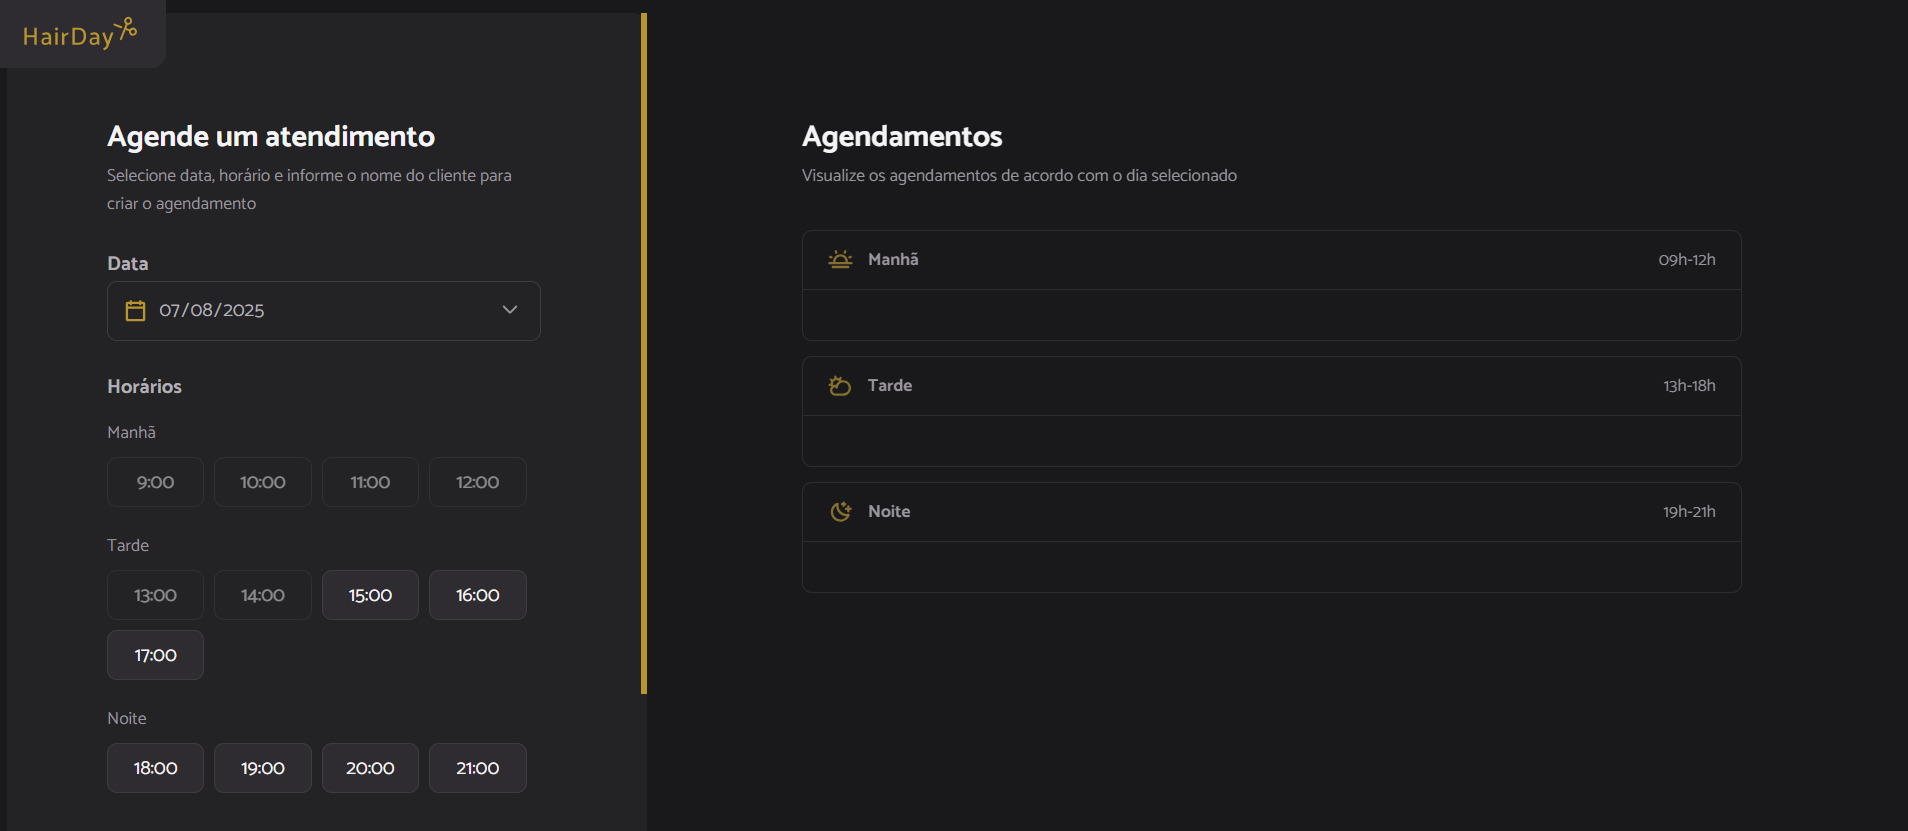 HairDay
Agende um atendimento
Selecione data, horário e informe o nome do cliente para
criar o agendamento
Data
07/08/2025
Horários
Manhã
9:00 10:00 11:00 12:00
Tarde
13:00 14:00 15:00 16:00
17:00
Noite
18:00 19:00 20:00 21:00
Agendamentos
Visualize os agendamentos de acordo com o dia selecionado
Manhã 09h-12h
Tarde 13h-18h
Noite 19h-21h